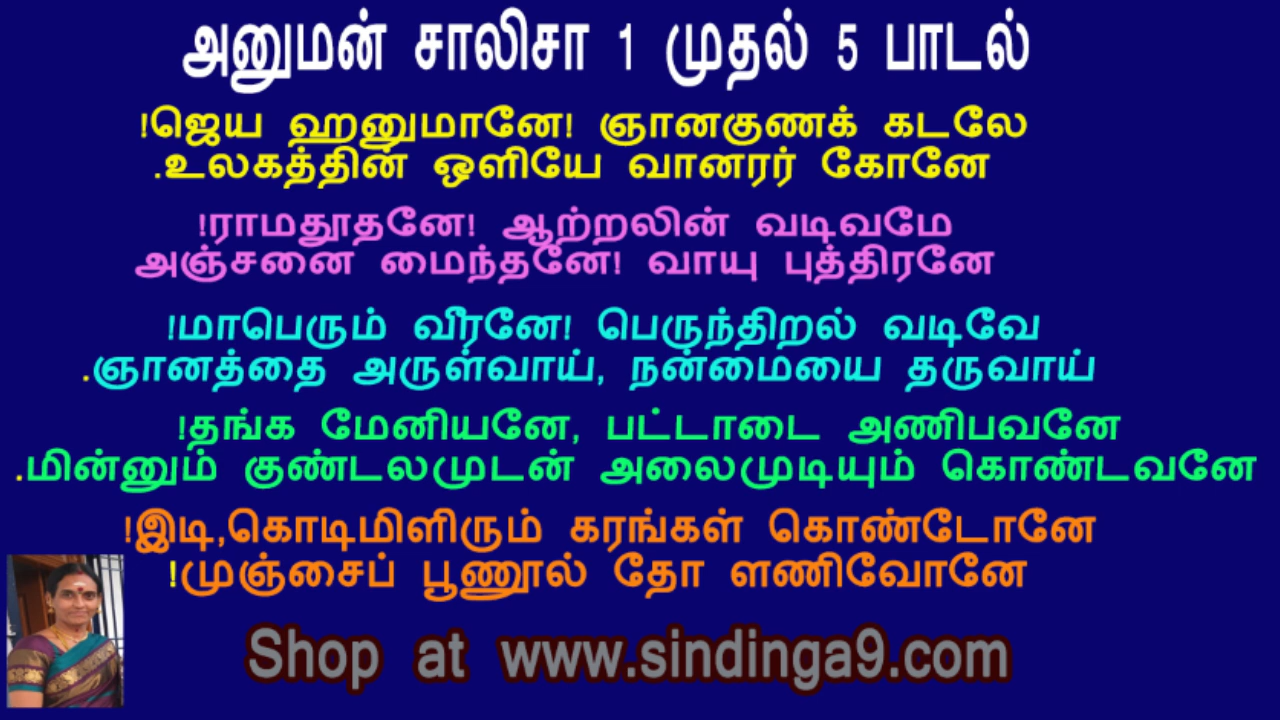 அனுமன் சாலிசா 1 முதல் 5 பாடல்
!ஜெய ஹனுமானே! ஞானகுணக் கடலே
.உலகத்தின் ஒளியே வானரர் கோனே
!ராமதூதனே! ஆற்றலின் வடிவமே
அஞ்சனை மைந்தனே! வாயு புத்திரனே
!மாபெரும் வீரனே! பெருந்திறல் வடிவே
.ஞானத்தை அருள்வாய், நன்மையை தருவாய்
!தங்க மேனியனே, பட்டாடை அணிபவனே
.மின்னும் குண்டலமுடன் அலைமுடியும் கொண்டவனே
!இடி,கொடிமிளிரும் கரங்கள் கொண்டோனே
!முஞ்சைப் பூணூல் தோ ளணிவோனே
Shop at www.sindinga9.com